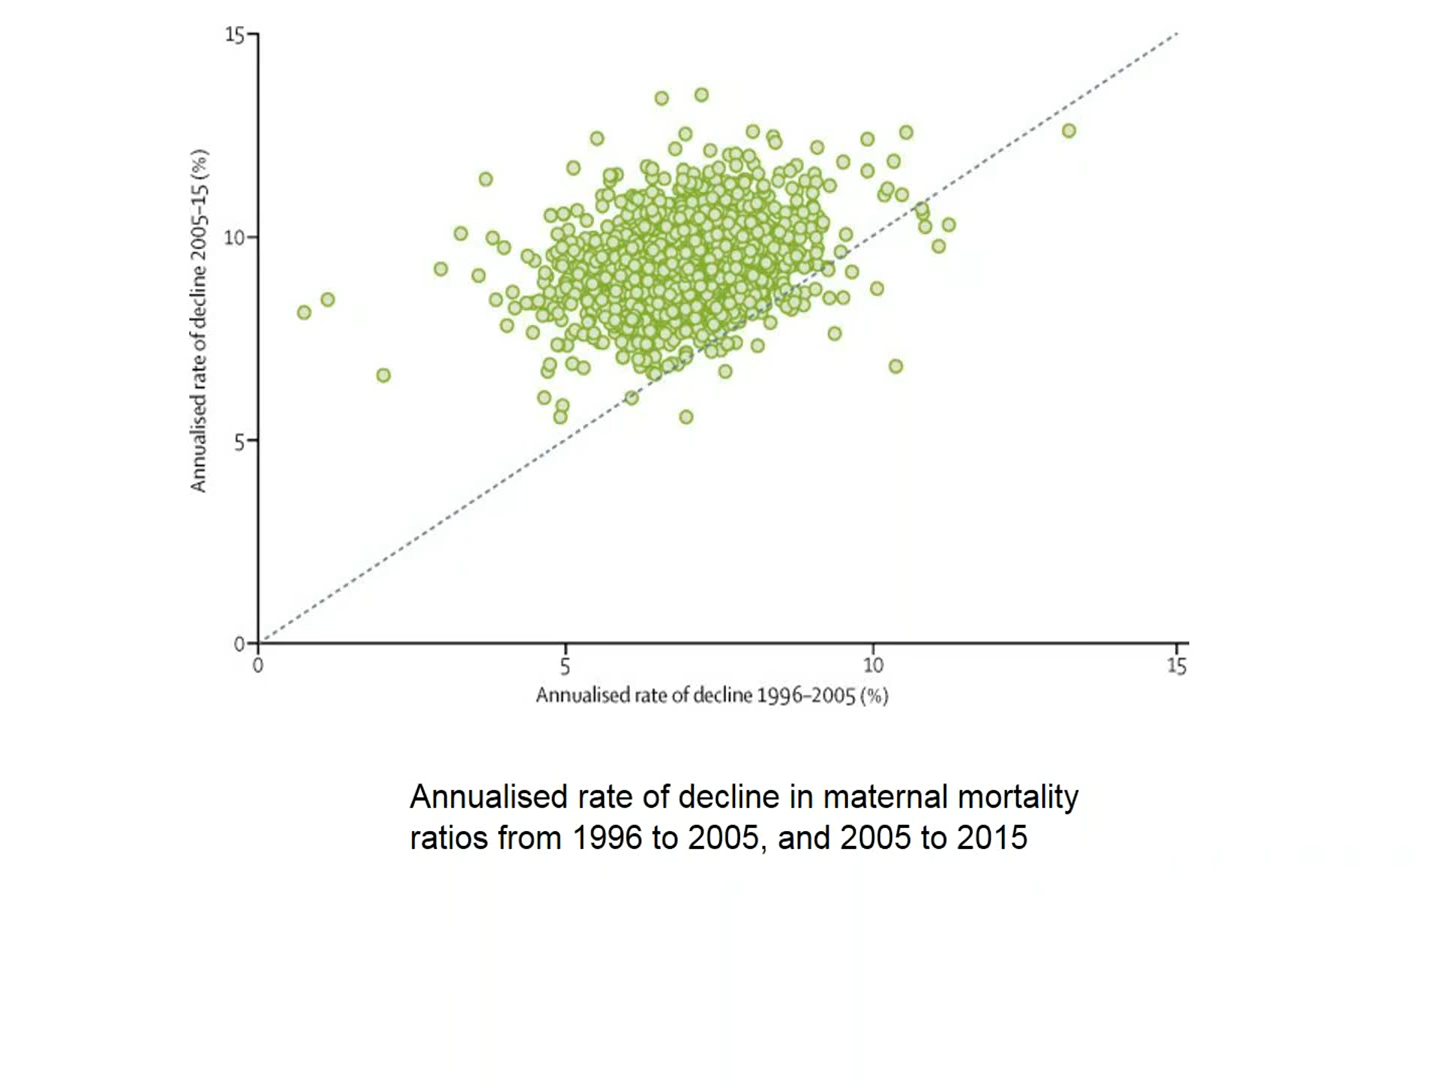 15
10
5
0
Annualised rate of decline 2005–15 (%)
0 5 10 15
Annualised rate of decline 1996–2005 (%)
Annualised rate of decline in maternal mortality
ratios from 1996 to 2005, and 2005 to 2015